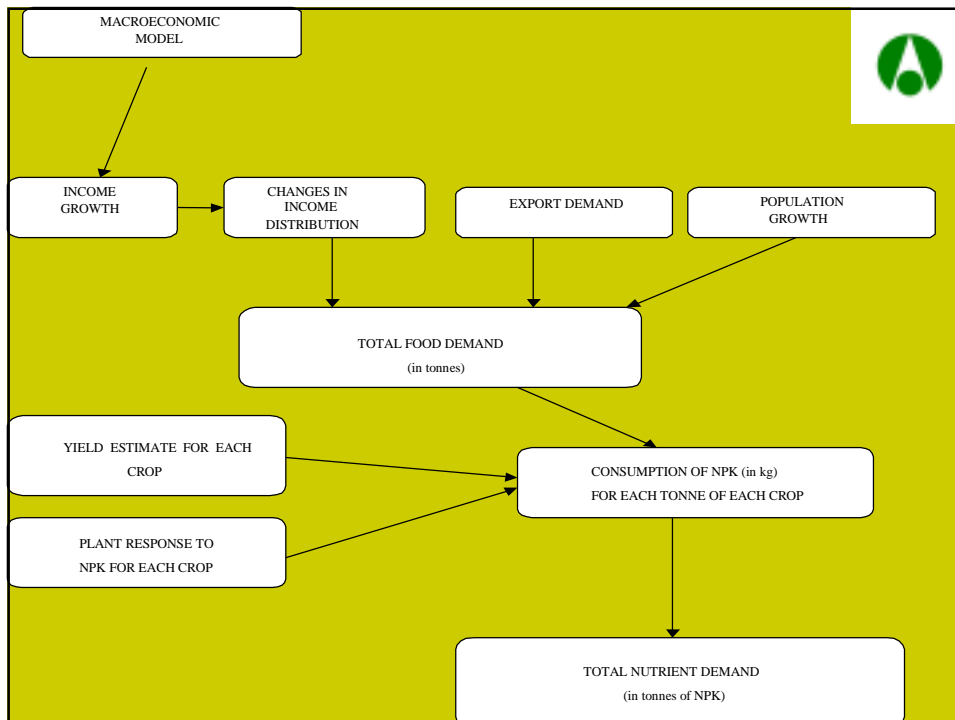 MACROECONOMIC
MODEL
INCOME
GROWTH
CHANGES IN
INCOME
DISTRIBUTION
EXPORT DEMAND
POPULATION
GROWTH
TOTAL FOOD DEMAND
(in tonnes)
YIELD ESTIMATE FOR EACH
CROP
CONSUMPTION OF NPK (in kg)
FOR EACH TONNE OF EACH CROP
PLANT RESPONSE TO
NPK FOR EACH CROP
TOTAL NUTRIENT DEMAND
(in tonnes of NPK)